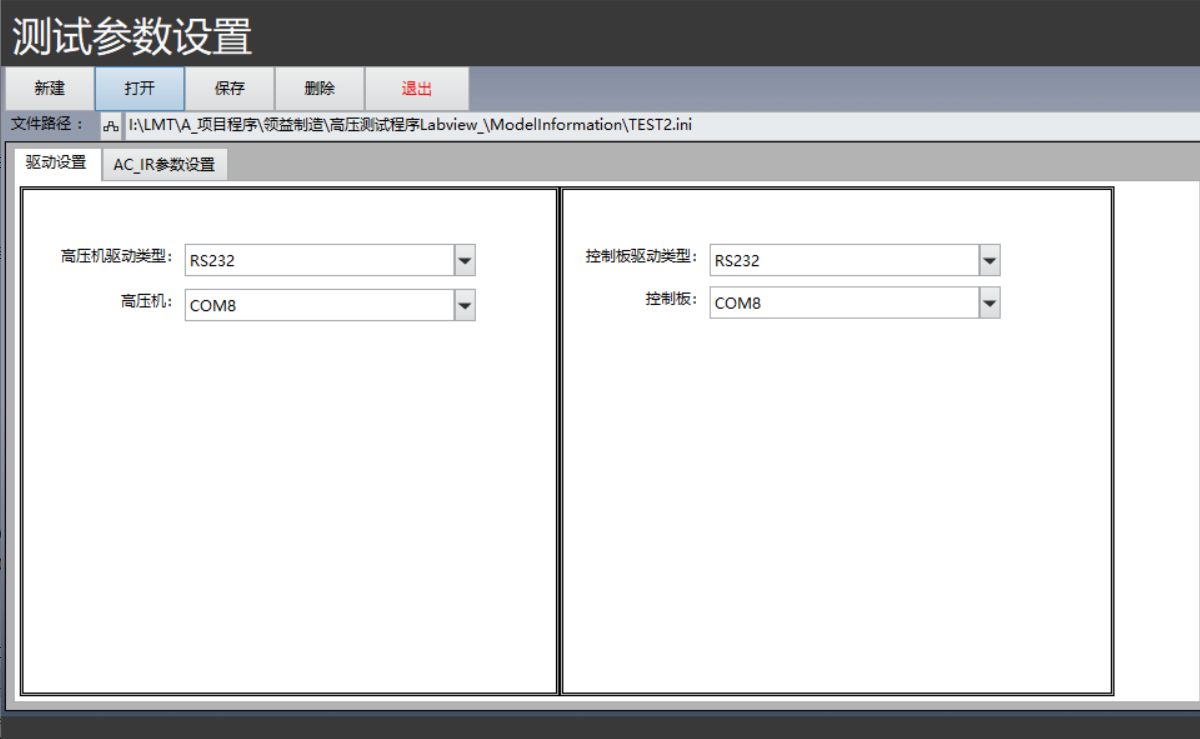 测试参数设置
新建 打开 保存 删除 退出
文件路径： I:\LMT\A_项目程序\领益制造\高压测试程序Labview_\ModelInformation\TEST2.ini
驱动设置 AC_IR参数设置
高压机驱动类型： RS232 控制板驱动类型： RS232
高压机： COM8 控制板： COM8